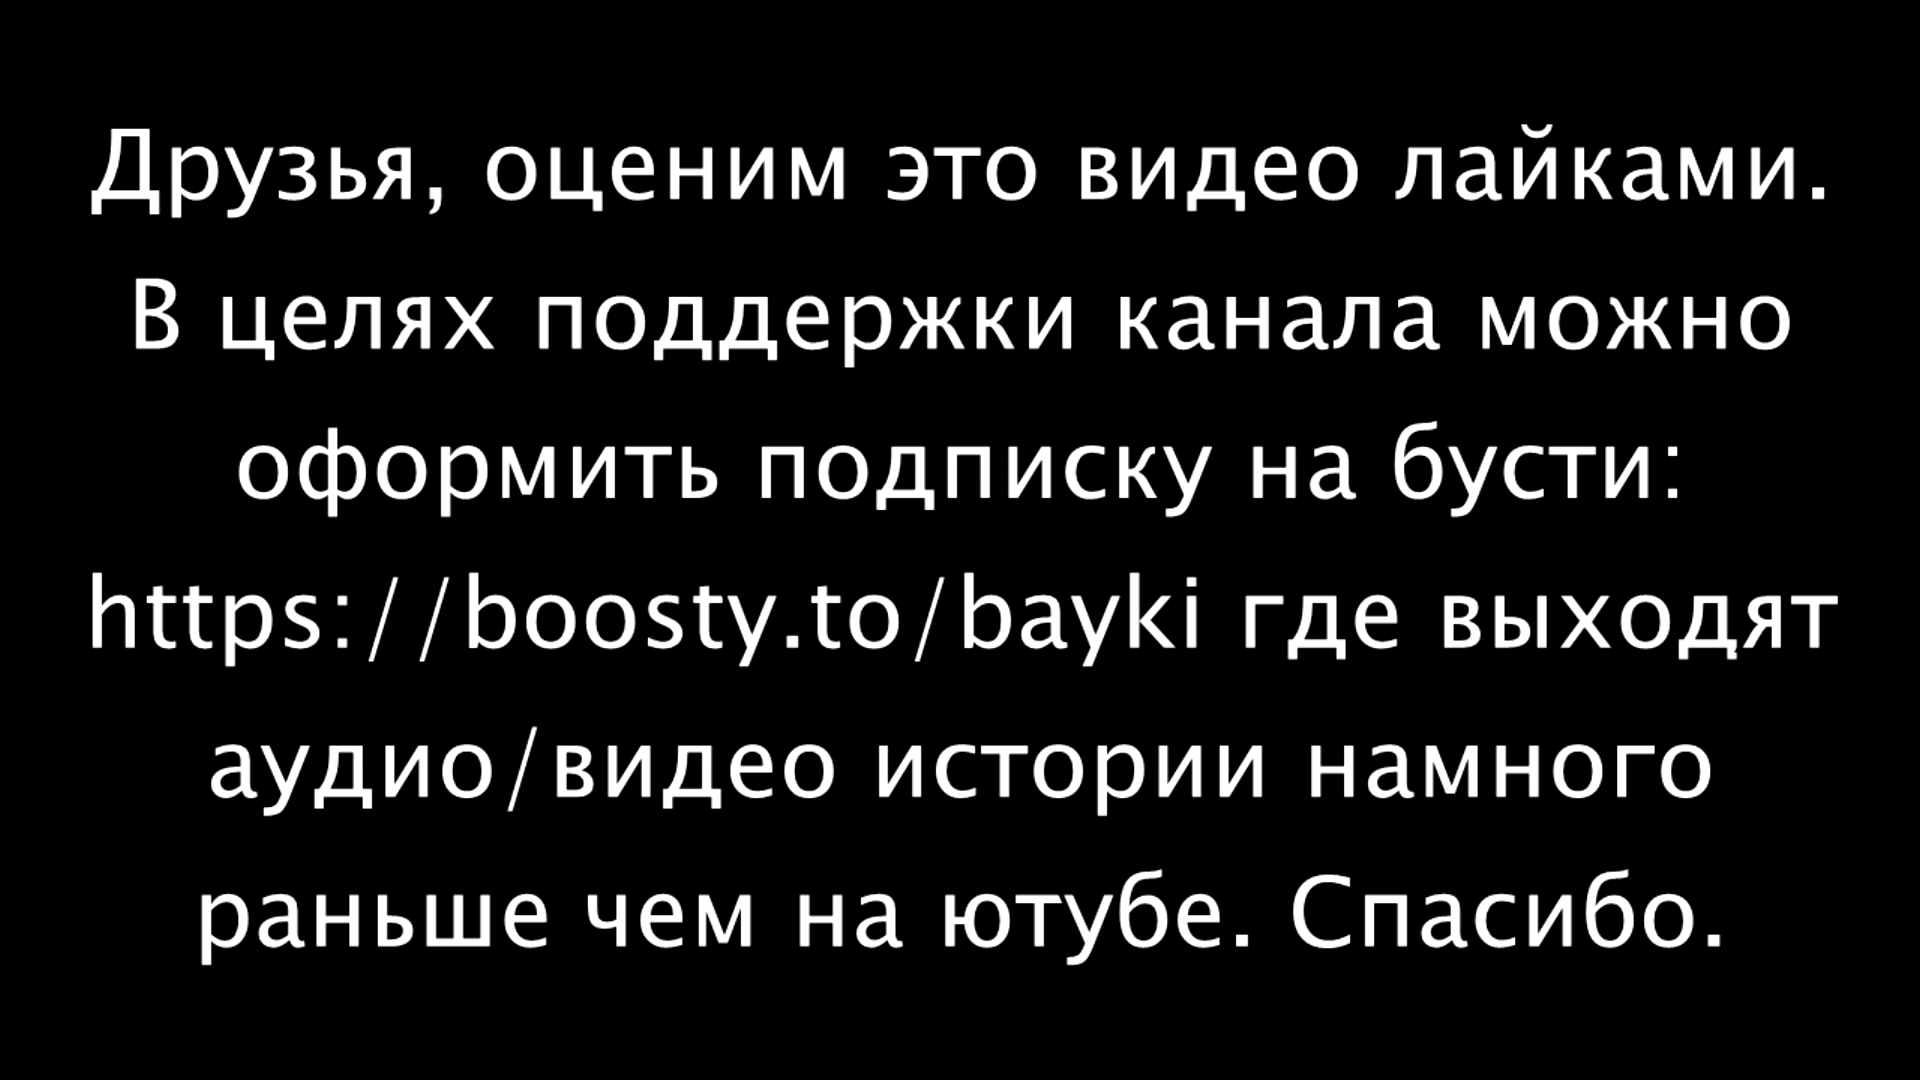 Друзья, оценим это видео лайками.
В целях поддержки канала можно
оформить подписку на бусти:
https://boosty.to/bayki где выходят
аудио/видео истории намного
раньше чем на ютубе. Спасибо.